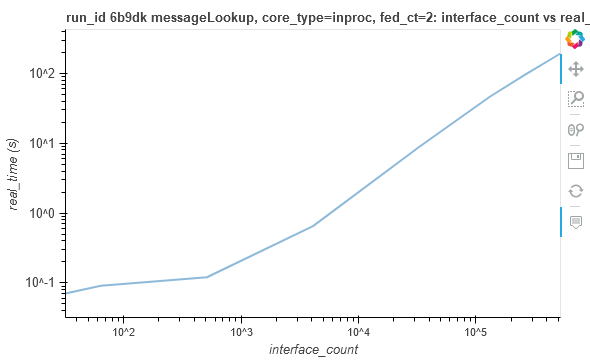 run_id 6b9dk messageLookup, core_type=inproc, fed_ct=2: interface_count vs real_
10^2
10^1
10^0
10^-1
real_time (s)
10^2
10^3
10^4
10^5
interface_count